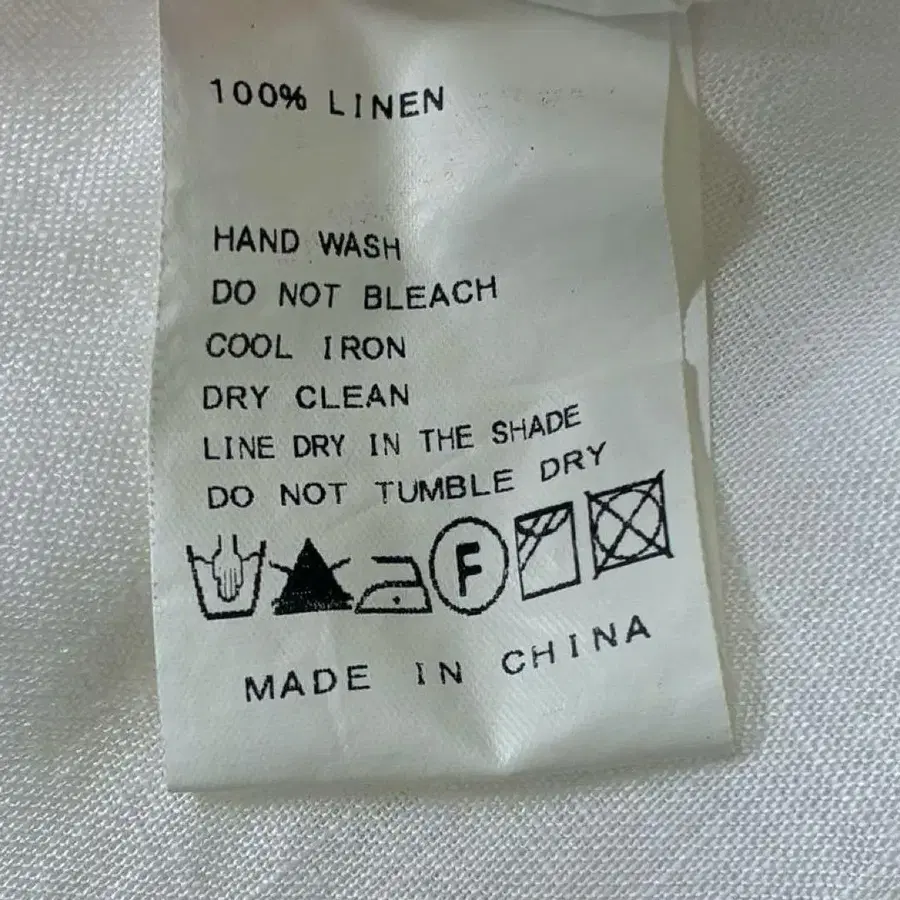 100% LINEN
HAND WASH
DO NOT BLEACH
COOL IRON
DRY CLEAN
LINE DRY IN THE SHADE
DO NOT TUMBLE DRY
F
MADE IN CHINA